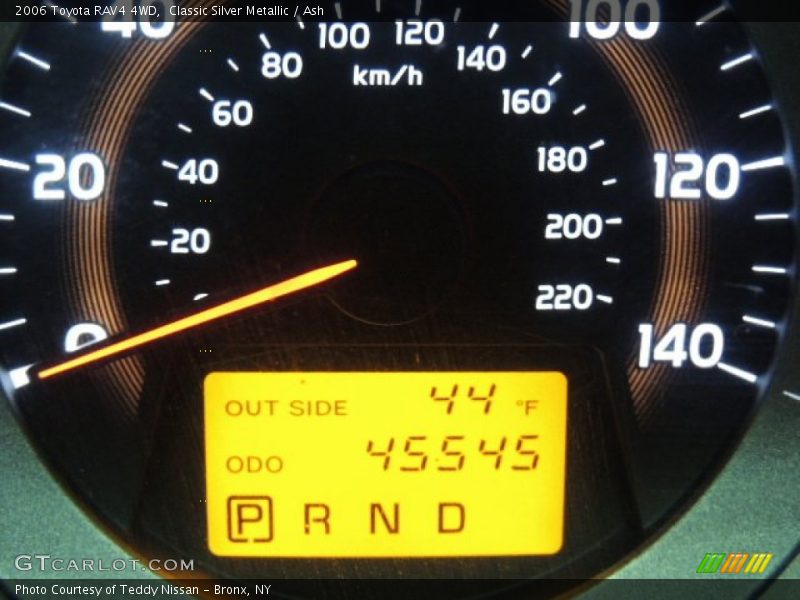 2006 Toyota RAV4 4WD, Classic Silver Metallic / Ash
40 100
100 120
80 140
km/h
60 160
20 40 180 120
20 200
220
0 140
OUT SIDE 44 °F
ODO 45545
P R N D
GTCARLOT.COM
Photo Courtesy of Teddy Nissan - Bronx, NY